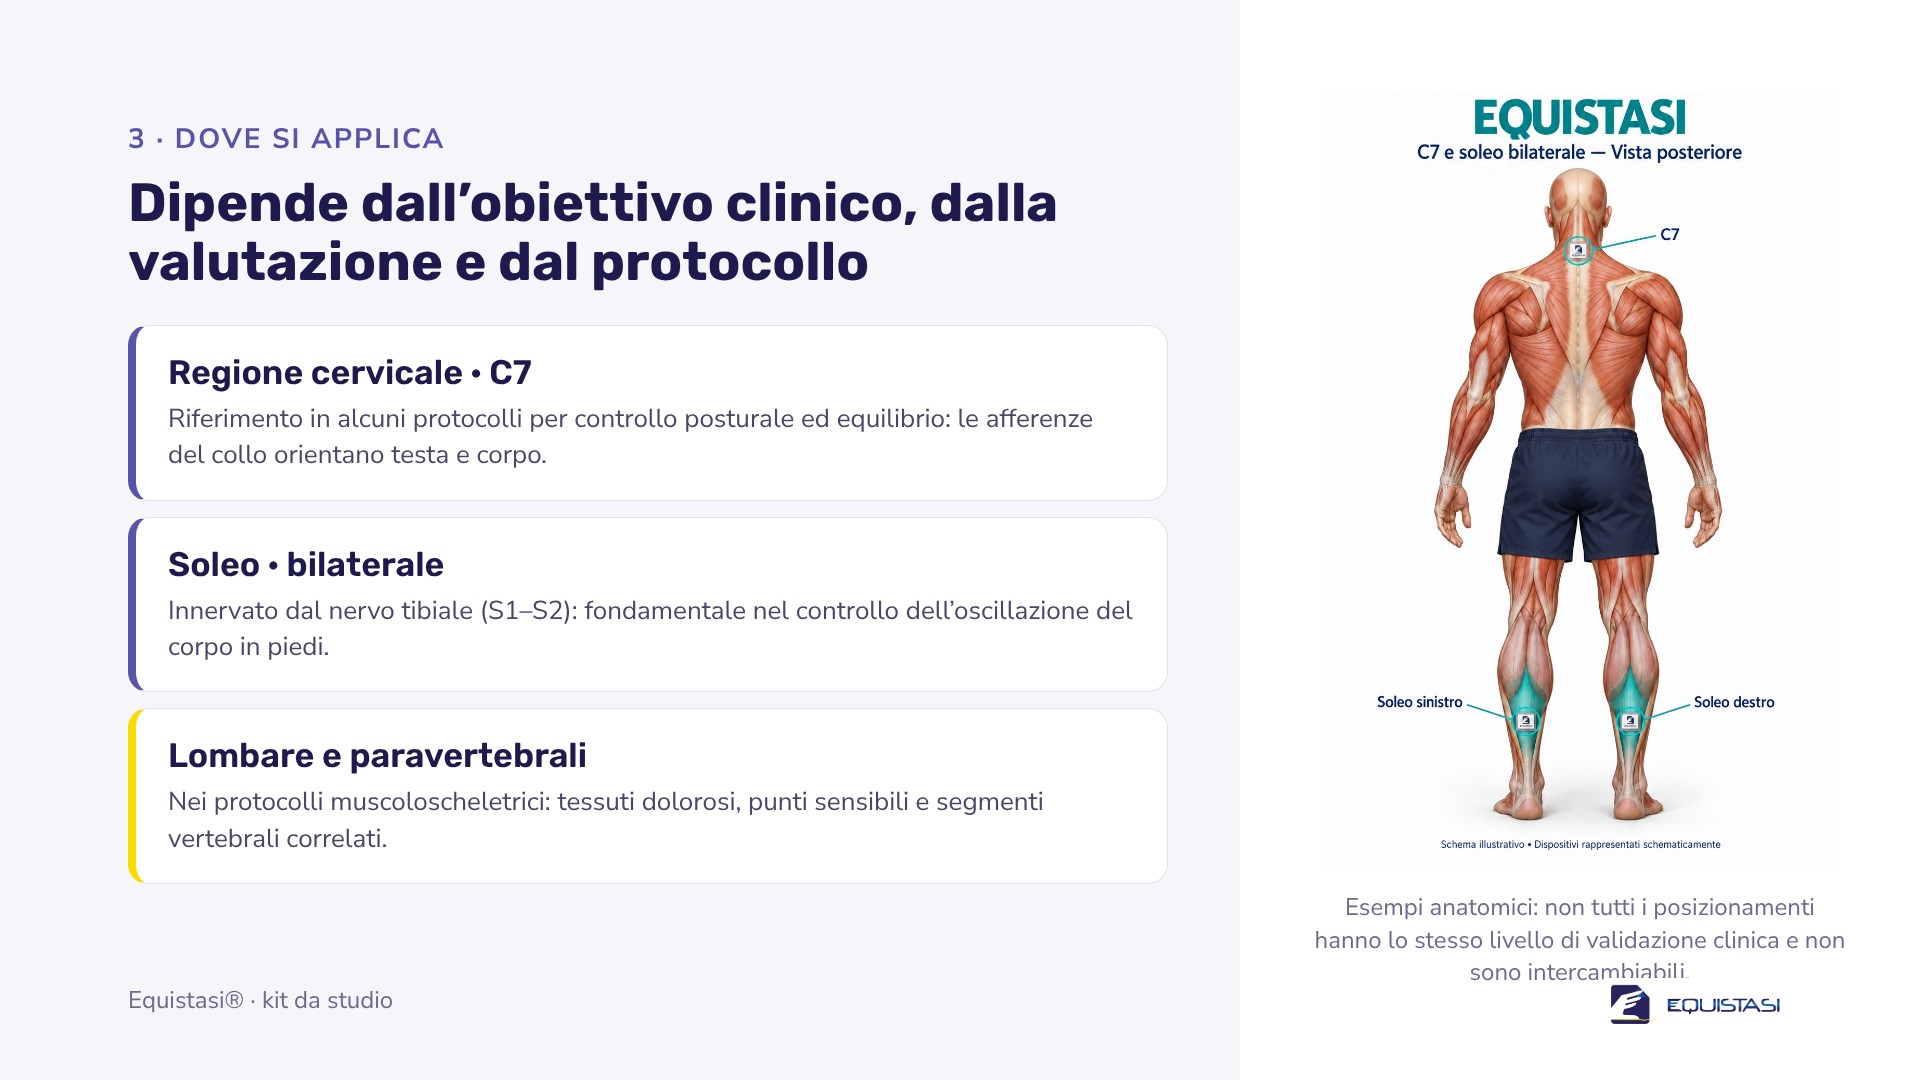 3 · DOVE SI APPLICA
Dipende dall’obiettivo clinico, dalla
valutazione e dal protocollo
Regione cervicale • C7
Riferimento in alcuni protocolli per controllo posturale ed equilibrio: le afferenze
del collo orientano testa e corpo.
Soleo • bilaterale
Innervato dal nervo tibiale (S1–S2): fondamentale nel controllo dell’oscillazione del
corpo in piedi.
Lombare e paravertebrali
Nei protocolli muscoloscheletrici: tessuti dolorosi, punti sensibili e segmenti
vertebrali correlati.
Equistasi® · kit da studio
EQUISTASI
C7 e soleo bilaterale — Vista posteriore
C7
Soleo sinistro
Soleo destro
Schema illustrativo • Dispositivi rappresentati schematicamente
Esempi anatomici: non tutti i posizionamenti
hanno lo stesso livello di validazione clinica e non
sono intercambiabili.
EQUISTASI